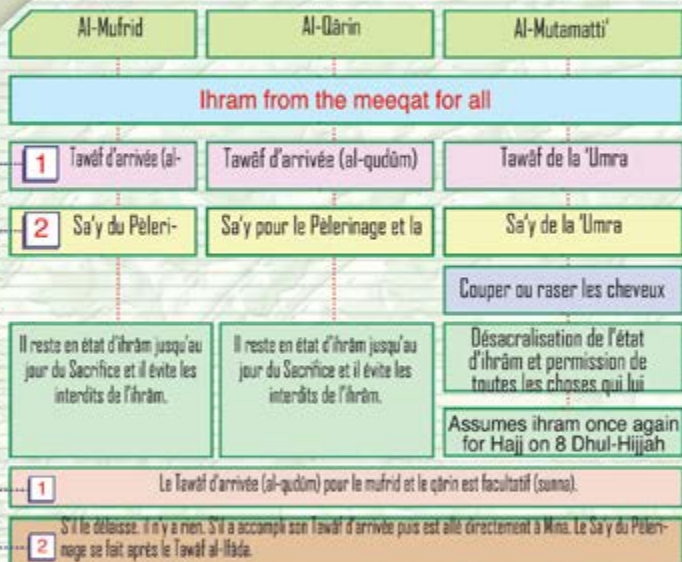 Al-Mufrid
Al-Qârin
Al-Mutamatti'
Ihram from the meeqat for all
1 Tawâf d'arrivée (al-
Tawâf d'arrivée (al-qudûm)
Tawâf de la 'Umra
2 Sa'y du Pèleri-
Sa'y pour le Pèlerinage et la
Sa'y de la 'Umra
Couper ou raser les cheveux
Il reste en état d'ihrâm jusqu'au
jour du Sacrifice et il évite les
interdits de l'ihrâm.
Il reste en état d'ihrâm jusqu'au
jour du Sacrifice et il évite les
interdits de l'ihrâm.
Désacralisation de l'état
d'ihrâm et permission de
toutes les choses qui lui
Assumes ihram once again
for Hajj on 8 Dhul-Hijjah
1 Le Tawâf d'arrivée (al-qudûm) pour le mufrid et le qârin est facultatif (sunna).
2 S'il le délaisse, il n'y a rien. S'il a accompli son Tawâf d'arrivée puis est allé directement à Mina. Le Sa'y du Pèleri-
nage se fait après le Tawâf al-Ifâda.